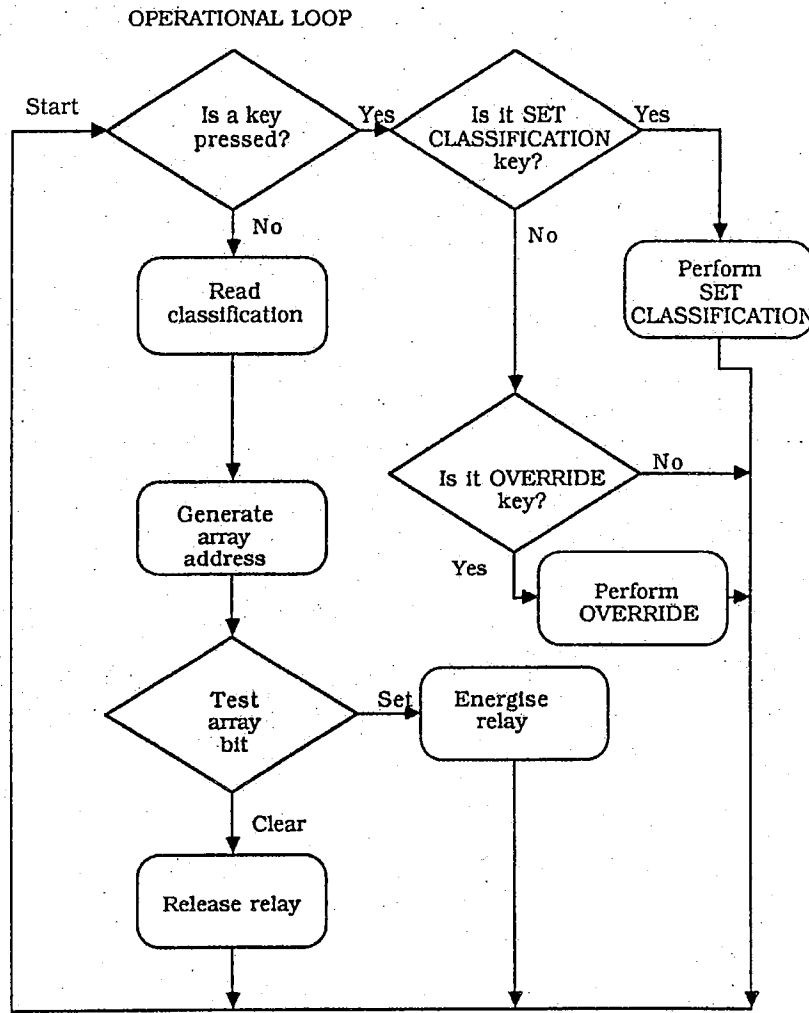 OPERATIONAL LOOP
Start
Is a key
pressed?
Yes
Is it SET
CLASSIFICATION
key?
Yes
No
Read
classification
No
Perform
SET
CLASSIFICATION
Generate
array
address
Is it OVERRIDE
key?
No
Yes
Perform
OVERRIDE
Test
array
bit
Set
Energise
relay
Clear
Release relay